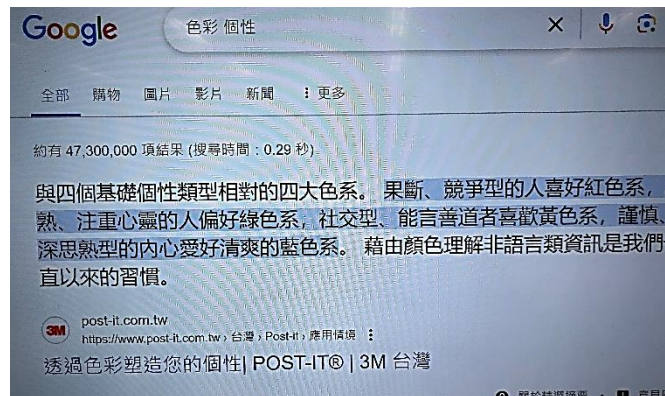 Google
色彩 個性
全部 購物 圖片 影片 新聞 ⋮更多
約有 47,300,000 項結果 (搜尋時間：0.29 秒)
與四個基礎個性類型相對的四大色系。 果斷、競爭型的人喜好紅色系，
熟、注重心靈的人偏好綠色系，社交型、能言善道者喜歡黃色系，謹慎、
深思熟型的內心愛好清爽的藍色系。 藉由顏色理解非語言類資訊是我們
直以來的習慣。
3M
post-it.com.tw
https://www.post-it.com.tw › 台灣 › Post-it › 應用情境
透過色彩塑造您的個性| POST-IT® | 3M 台灣